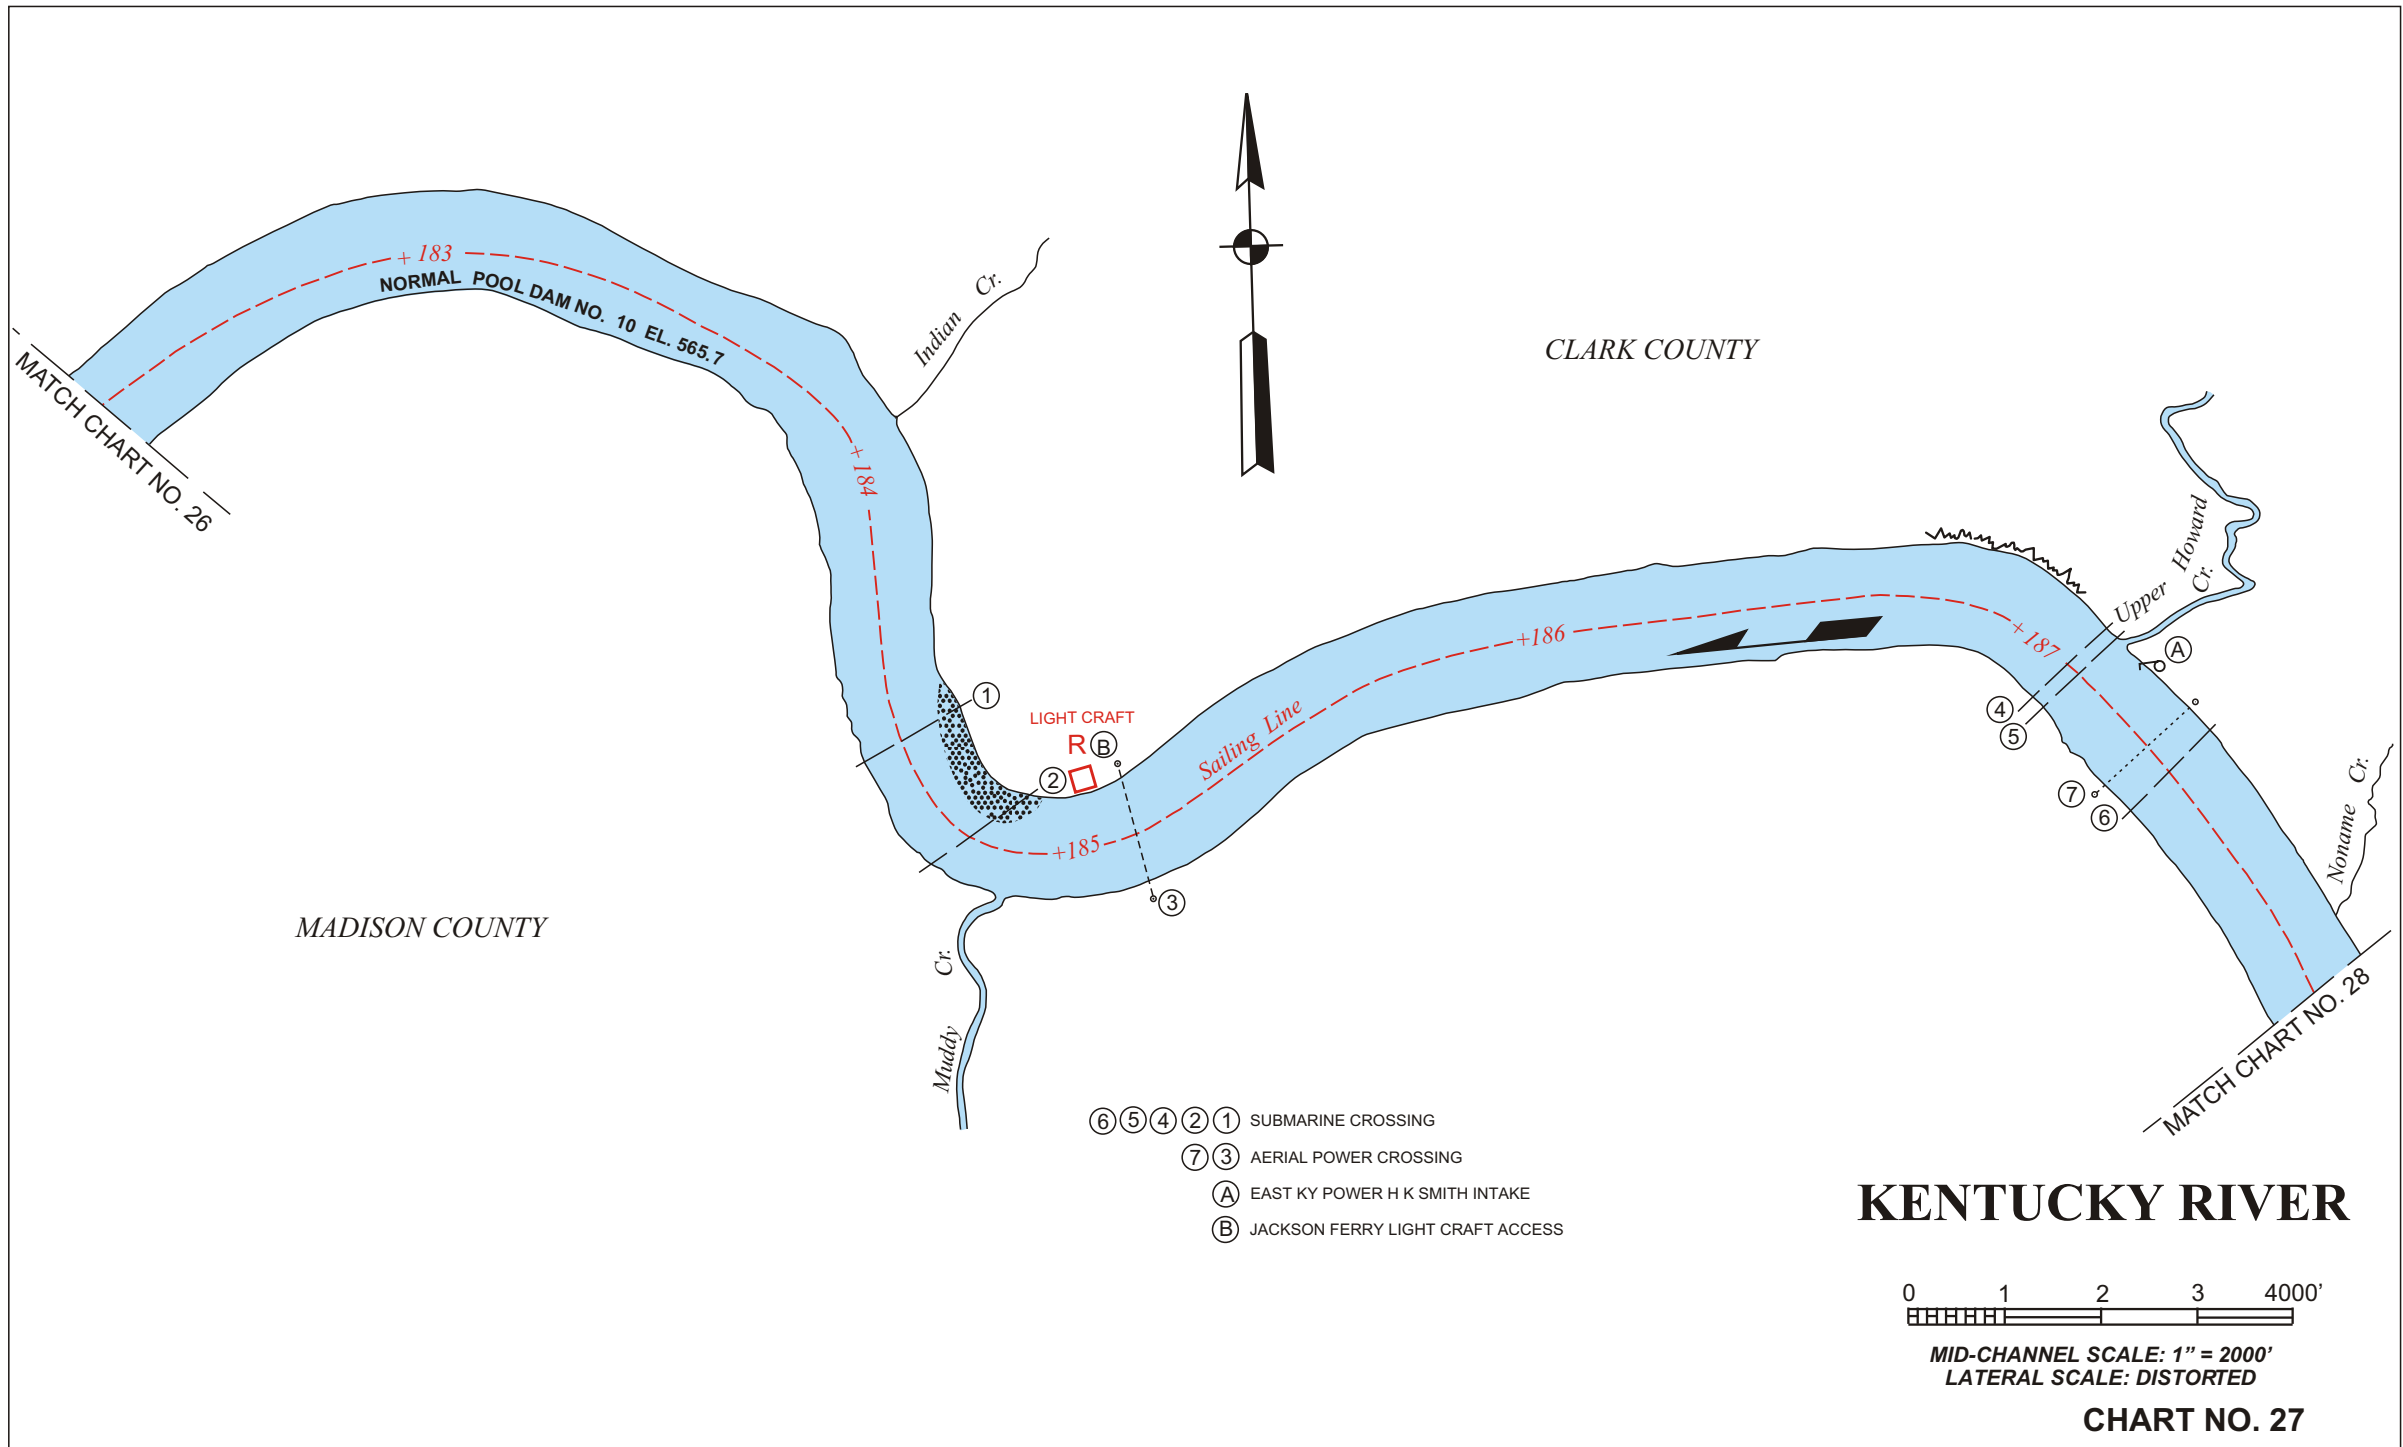 + 183
NORMAL POOL DAM NO. 10 EL. 565.7
MATCH CHART NO. 26
Indian Cr.
CLARK COUNTY
+ 184
Upper Howard Cr.
+186
+187
A
1
LIGHT CRAFT
R B
2
Sailing Line
4
5
7
6
Noname Cr.
+185
3
MADISON COUNTY
Muddy Cr.
MATCH CHART NO. 28
6 5 4 2 1 SUBMARINE CROSSING
7 3 AERIAL POWER CROSSING
A EAST KY POWER H K SMITH INTAKE
B JACKSON FERRY LIGHT CRAFT ACCESS
KENTUCKY RIVER
0 1 2 3 4000’
MID-CHANNEL SCALE: 1” = 2000’
LATERAL SCALE: DISTORTED
CHART NO. 27